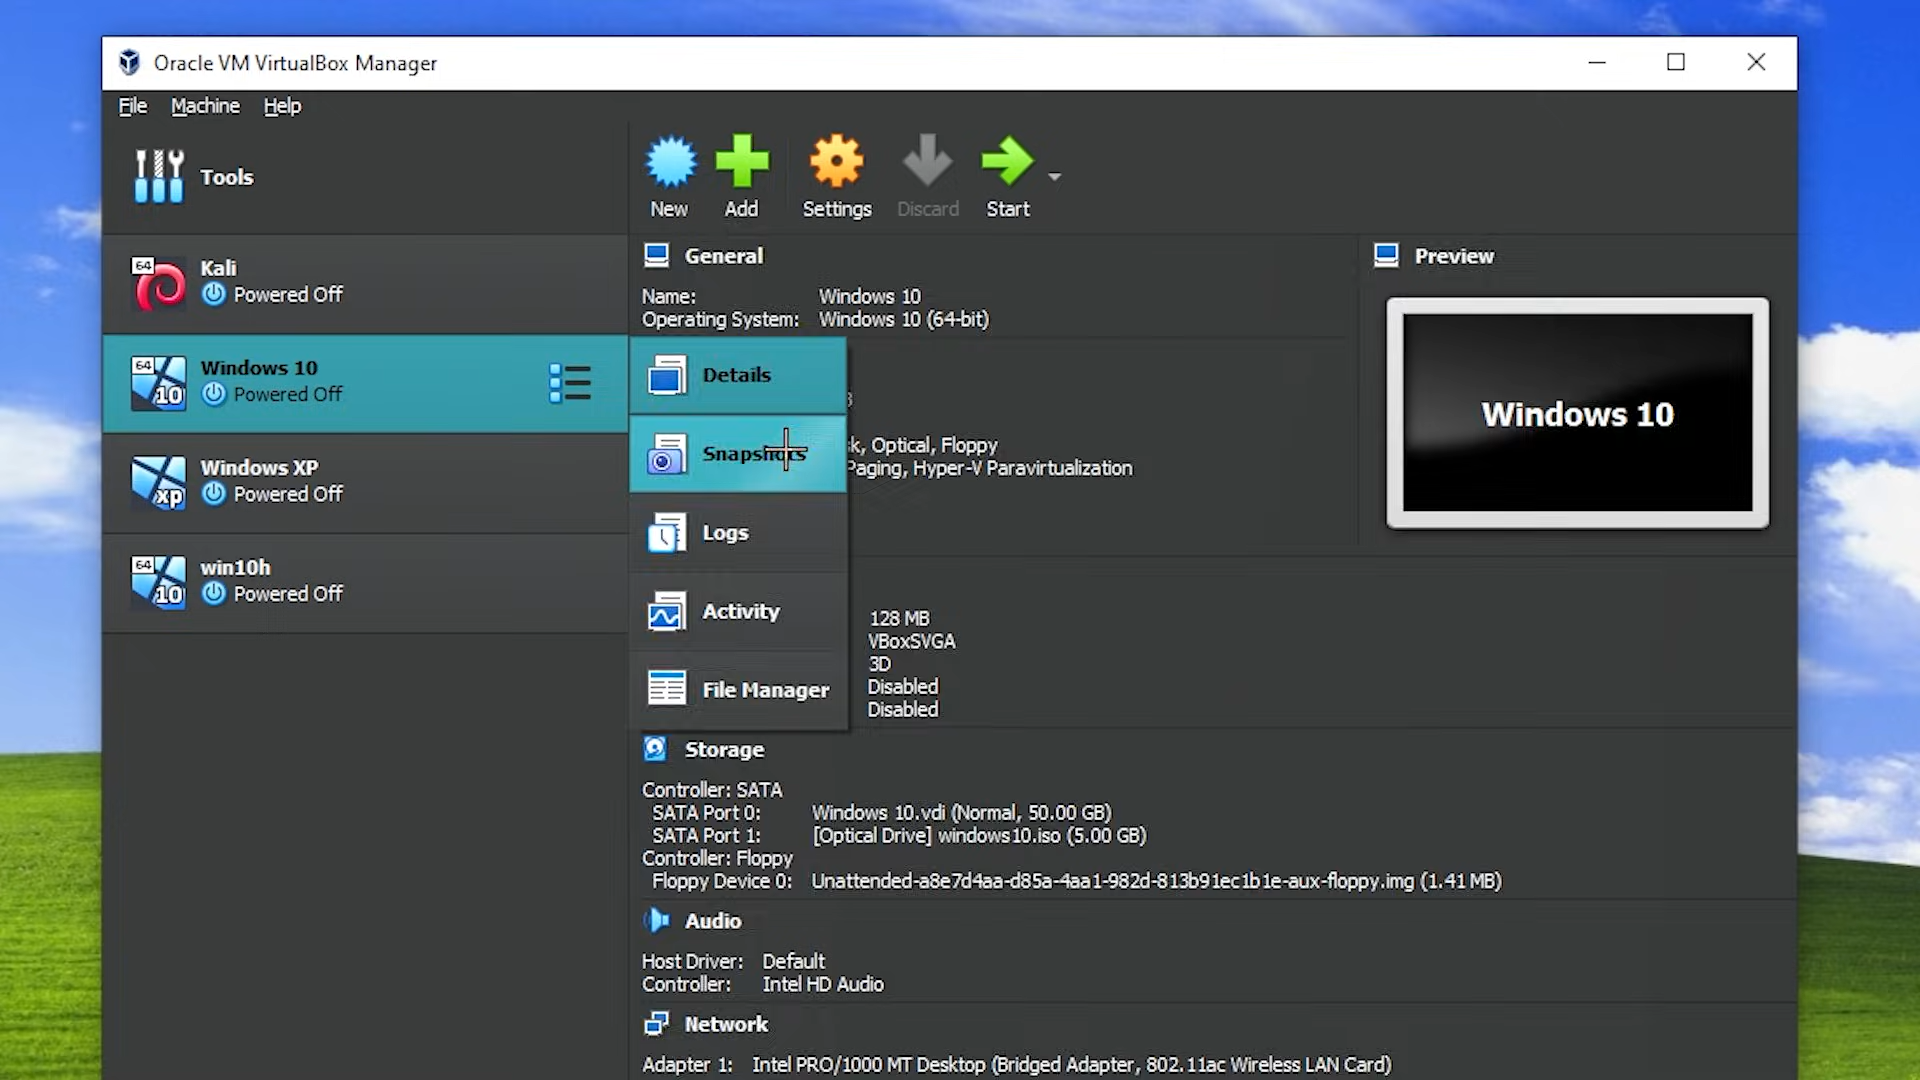 Oracle VM VirtualBox Manager
File Machine Help
Tools
New Add Settings Discard Start
64
Kali
Powered Off
64
10
Windows 10
Powered Off
xp
Windows XP
Powered Off
64
10
win10h
Powered Off
Details
Snapshots
Logs
Activity
File Manager
General
Name: Windows 10
Operating System: Windows 10 (64-bit)
k, Optical, Floppy
Paging, Hyper-V Paravirtualization
128 MB
VBoxSVGA
3D
Disabled
Disabled
Storage
Controller: SATA
SATA Port 0: Windows 10.vdi (Normal, 50.00 GB)
SATA Port 1: [Optical Drive] windows10.iso (5.00 GB)
Controller: Floppy
Floppy Device 0: Unattended-a8e7d4aa-d85a-4aa1-982d-813b91ec1b1e-aux-floppy.img (1.41 MB)
Audio
Host Driver: Default
Controller: Intel HD Audio
Network
Adapter 1: Intel PRO/1000 MT Desktop (Bridged Adapter, 802.11ac Wireless LAN Card)
Preview
Windows 10